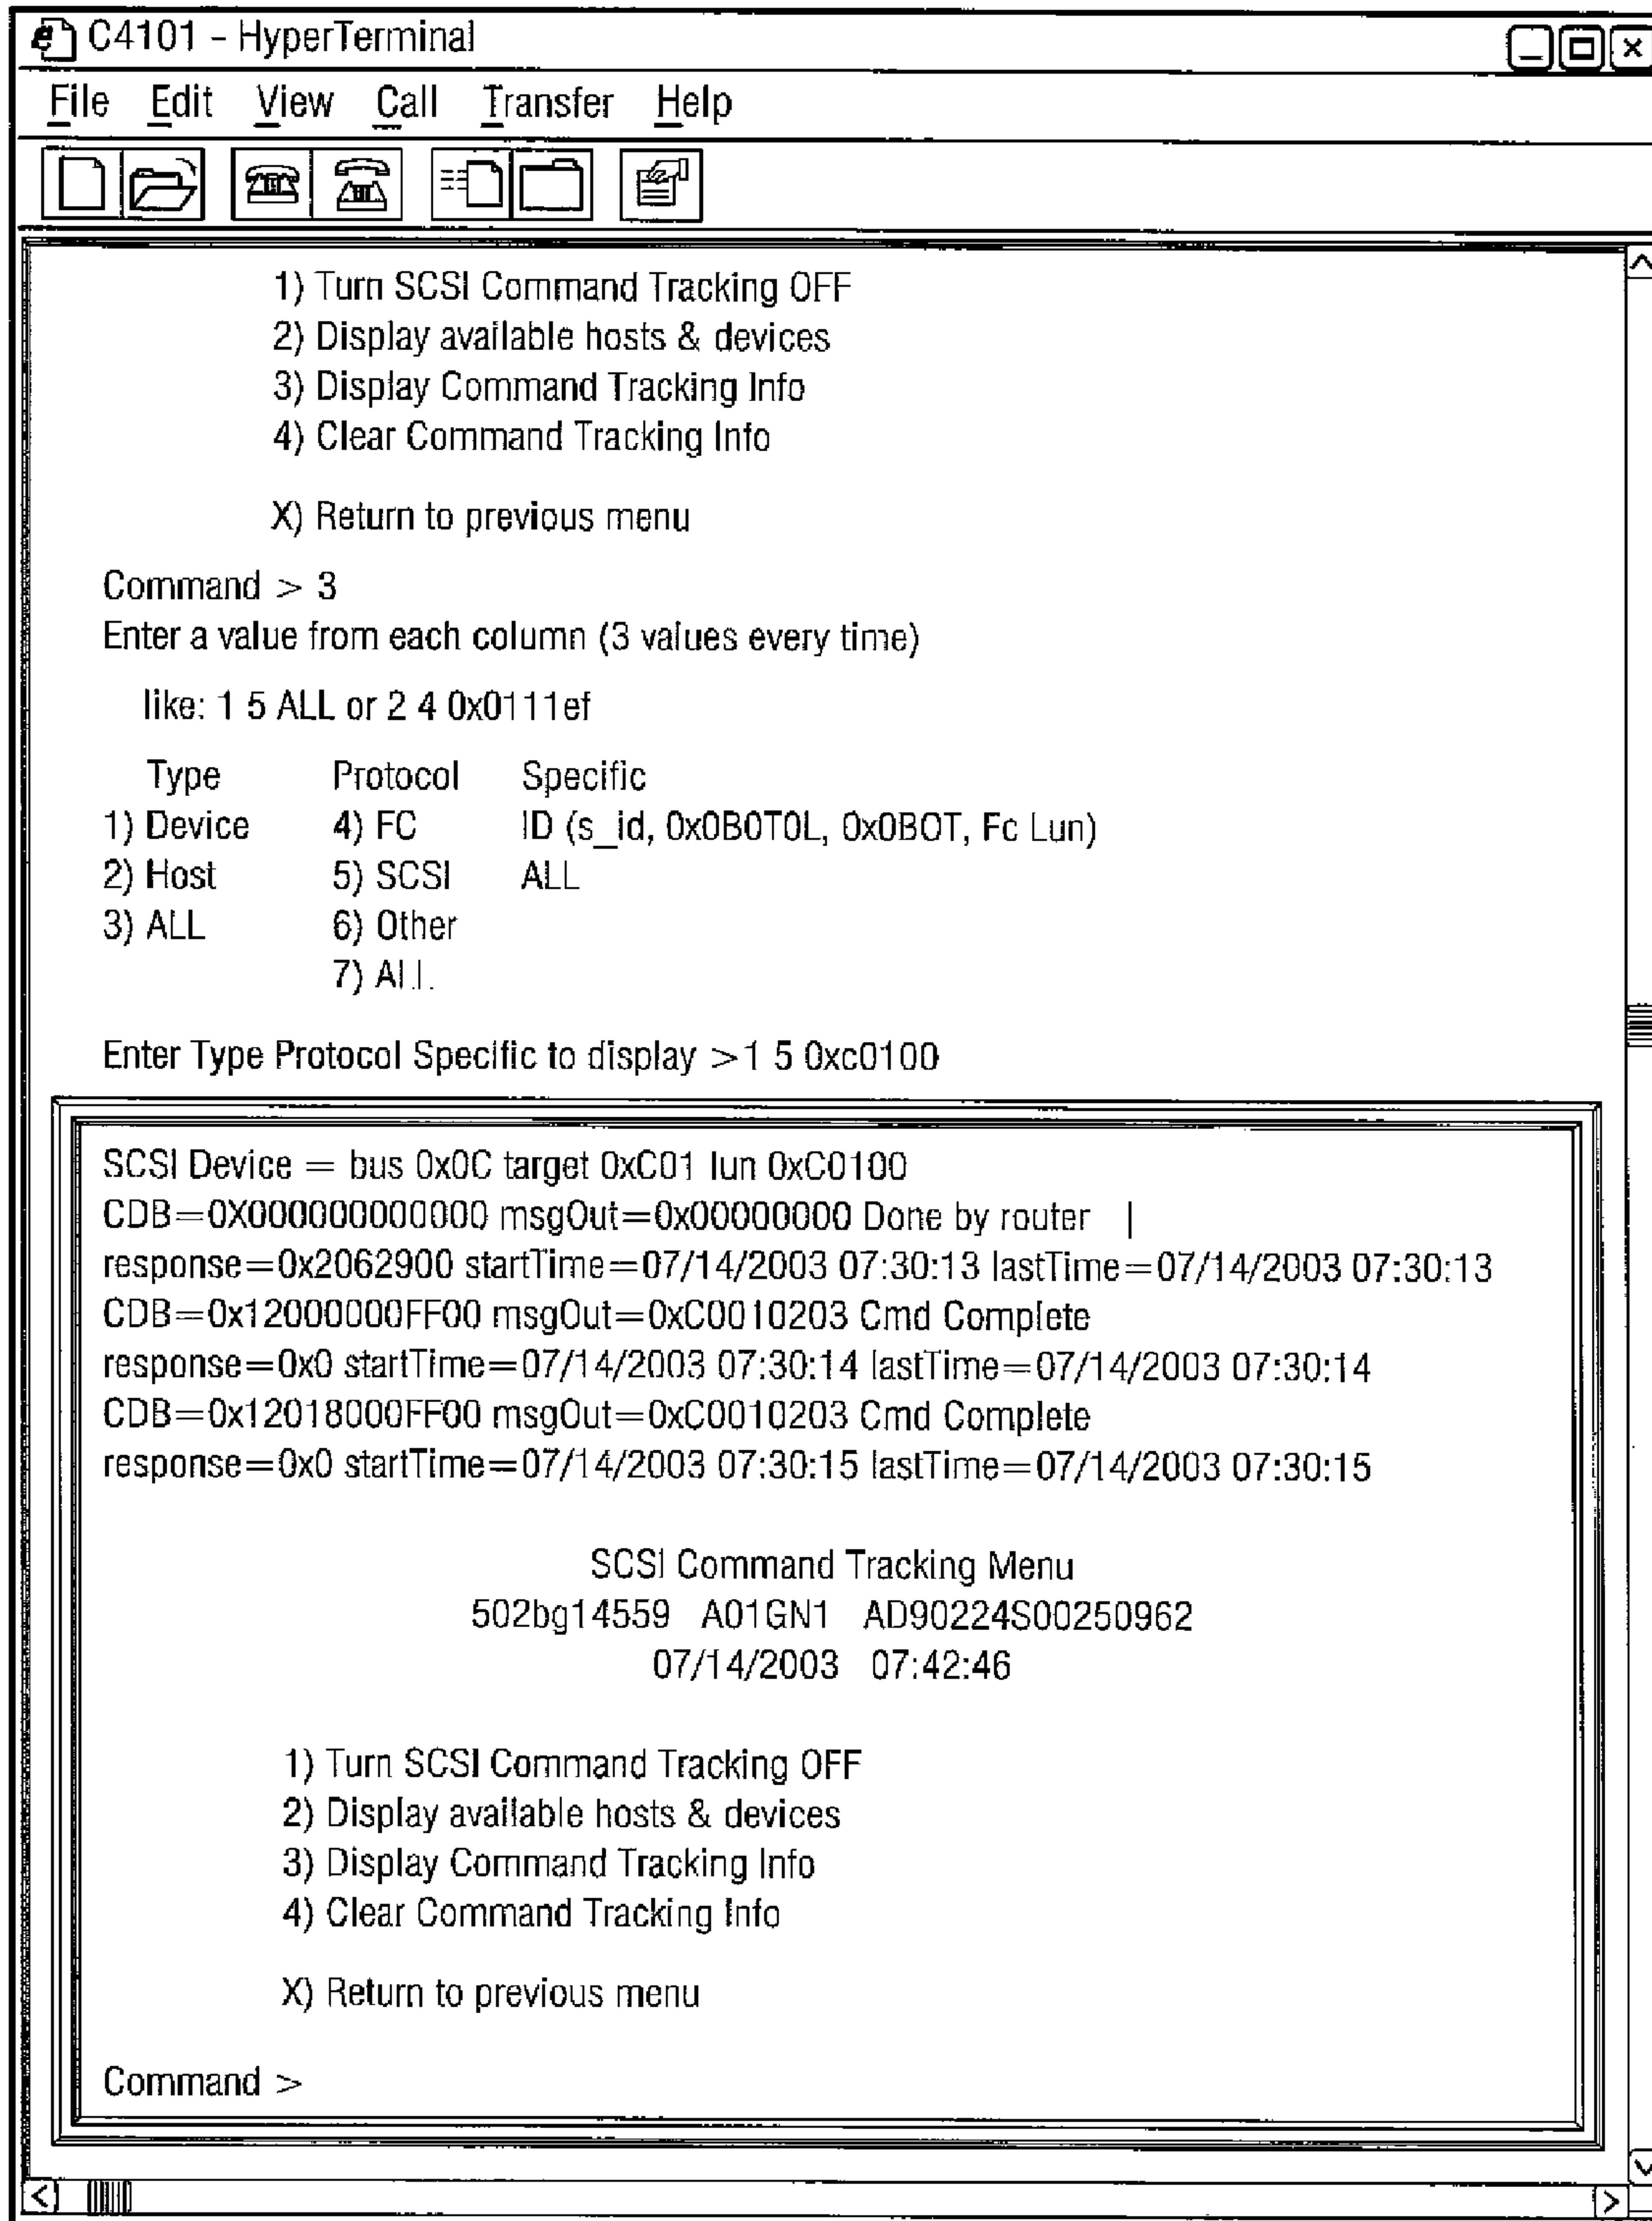 C4101 - HyperTerminal
File Edit View Call Transfer Help
1) Turn SCSI Command Tracking OFF
2) Display available hosts & devices
3) Display Command Tracking Info
4) Clear Command Tracking Info
X) Return to previous menu
Command > 3
Enter a value from each column (3 values every time)
like: 1 5 ALL or 2 4 0x0111ef
Type Protocol Specific
1) Device 4) FC ID (s_id, 0x0B0T0L, 0x0B0T, Fc Lun)
2) Host 5) SCSI ALL
3) ALL 6) Other
7) ALL
Enter Type Protocol Specific to display >1 5 0xc0100
SCSI Device = bus 0x0C target 0xC01 lun 0xC0100
CDB=0X000000000000 msgOut=0x00000000 Done by router |
response=0x2062900 startTime=07/14/2003 07:30:13 lastTime=07/14/2003 07:30:13
CDB=0x12000000FF00 msgOut=0xC0010203 Cmd Complete
response=0x0 startTime=07/14/2003 07:30:14 lastTime=07/14/2003 07:30:14
CDB=0x12018000FF00 msgOut=0xC0010203 Cmd Complete
response=0x0 startTime=07/14/2003 07:30:15 lastTime=07/14/2003 07:30:15
SCSI Command Tracking Menu
502bg14559 A01GN1 AD90224S00250962
07/14/2003 07:42:46
1) Turn SCSI Command Tracking OFF
2) Display available hosts & devices
3) Display Command Tracking Info
4) Clear Command Tracking Info
X) Return to previous menu
Command >